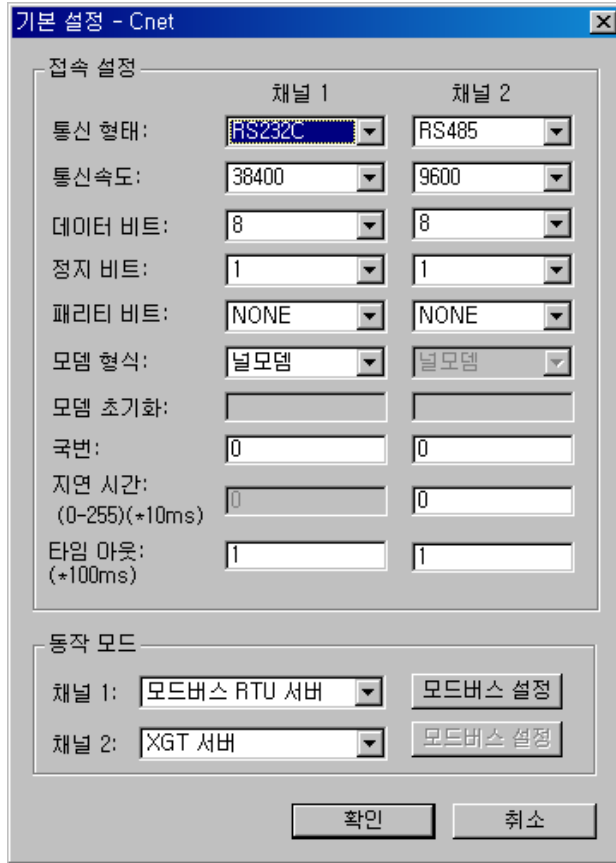 기본 설정 - Cnet
접속 설정
채널 1 채널 2
통신 형태: RS232C RS485
통신속도: 38400 9600
데이터 비트: 8 8
정지 비트: 1 1
패리티 비트: NONE NONE
모뎀 형식: 널모뎀 널모뎀
모뎀 초기화:
국번: 0 0
지연 시간:
(0-255)(*10ms) 0 0
타임 아웃: 1 1
(*100ms)
동작 모드
채널 1: 모드버스 RTU 서버 모드버스 설정
채널 2: XGT 서버 모드버스 설정
확인 취소